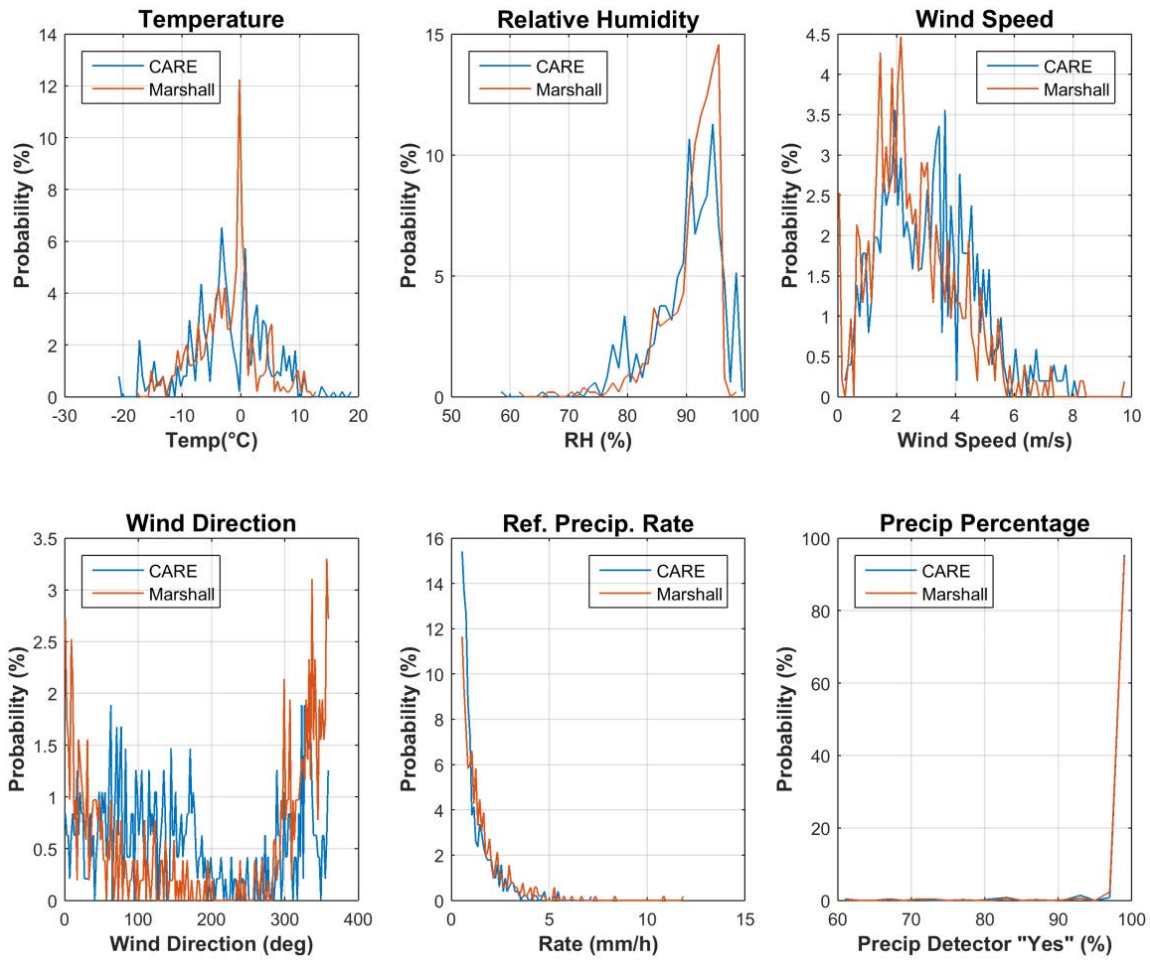 Temperature
Probability (%)
14
12
10
8
6
4
2
0
-30
-20
-10
0
10
20
Temp(°C)
CARE
Marshall
Relative Humidity
Probability (%)
15
10
5
0
50
60
70
80
90
100
RH (%)
CARE
Marshall
Wind Speed
Probability (%)
4.5
4
3.5
3
2.5
2
1.5
1
0.5
0
0
2
4
6
8
10
Wind Speed (m/s)
CARE
Marshall
Wind Direction
Probability (%)
3.5
3
2.5
2
1.5
1
0.5
0
0
100
200
300
400
Wind Direction (deg)
CARE
Marshall
Ref. Precip. Rate
Probability (%)
16
14
12
10
8
6
4
2
0
0
5
10
15
Rate (mm/h)
CARE
Marshall
Precip Percentage
Probability (%)
100
80
60
40
20
0
60
70
80
90
100
Precip Detector "Yes" (%)
CARE
Marshall